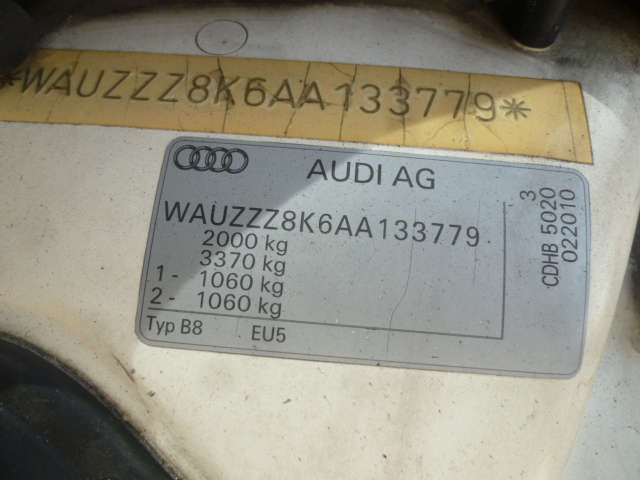 *WAUZZZ8K6AA133779*
AUDI AG
WAUZZZ8K6AA133779
2000 kg
3370 kg
1 - 1060 kg
2 - 1060 kg
Typ B8 EU5
3
CDHB 5020
022010